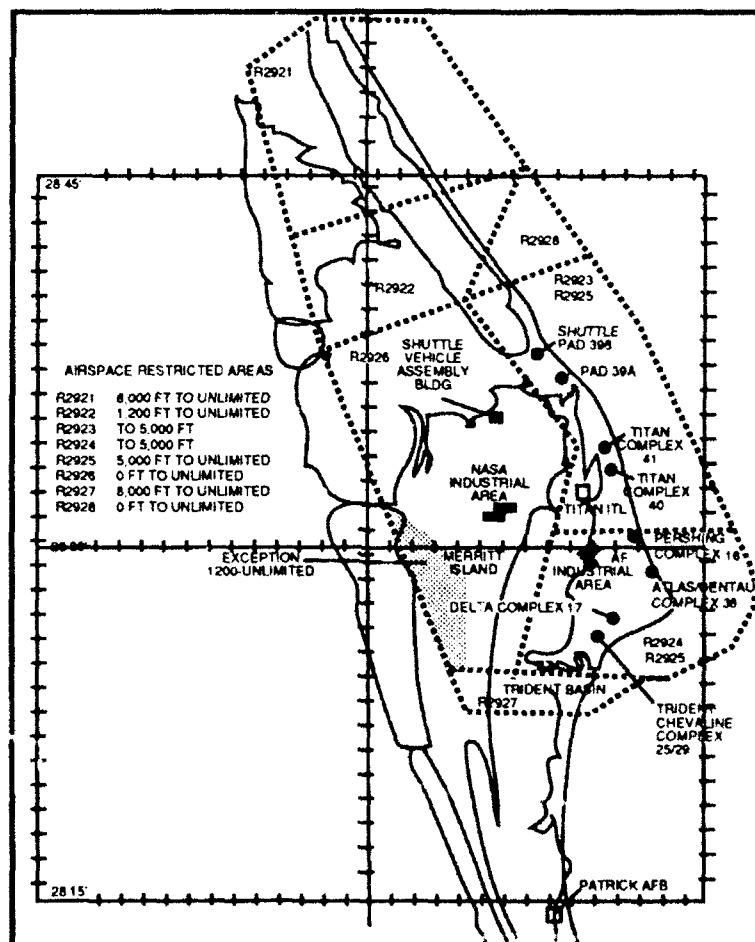 R2921
28 45'
R2928
R2923
R2925
R2922
SHUTTLE
PAD 39B
R2926
SHUTTLE
VEHICLE
ASSEMBLY
BLDG
PAD 39A
AIRSPACE RESTRICTED AREAS
R2921 6,000 FT TO UNLIMITED
R2922 1,200 FT TO UNLIMITED
R2923 TO 5,000 FT
R2924 TO 5,000 FT
R2925 5,000 FT TO UNLIMITED
R2926 0 FT TO UNLIMITED
R2927 8,000 FT TO UNLIMITED
R2928 0 FT TO UNLIMITED
TITAN
COMPLEX
41
TITAN
COMPLEX
40
NASA
INDUSTRIAL
AREA
TITAN ITL
PERSHING
COMPLEX 16
EXCEPTION
1200-UNLIMITED
MERRITT
ISLAND
AF
INDUSTRIAL
AREA
COMPLEX 36
DELTA COMPLEX 17
R2924
R2925
TRIDENT BASIN
R2927
TRIDENT
CHEVALINE
COMPLEX
25/29
28 15'
PATRICK AFB